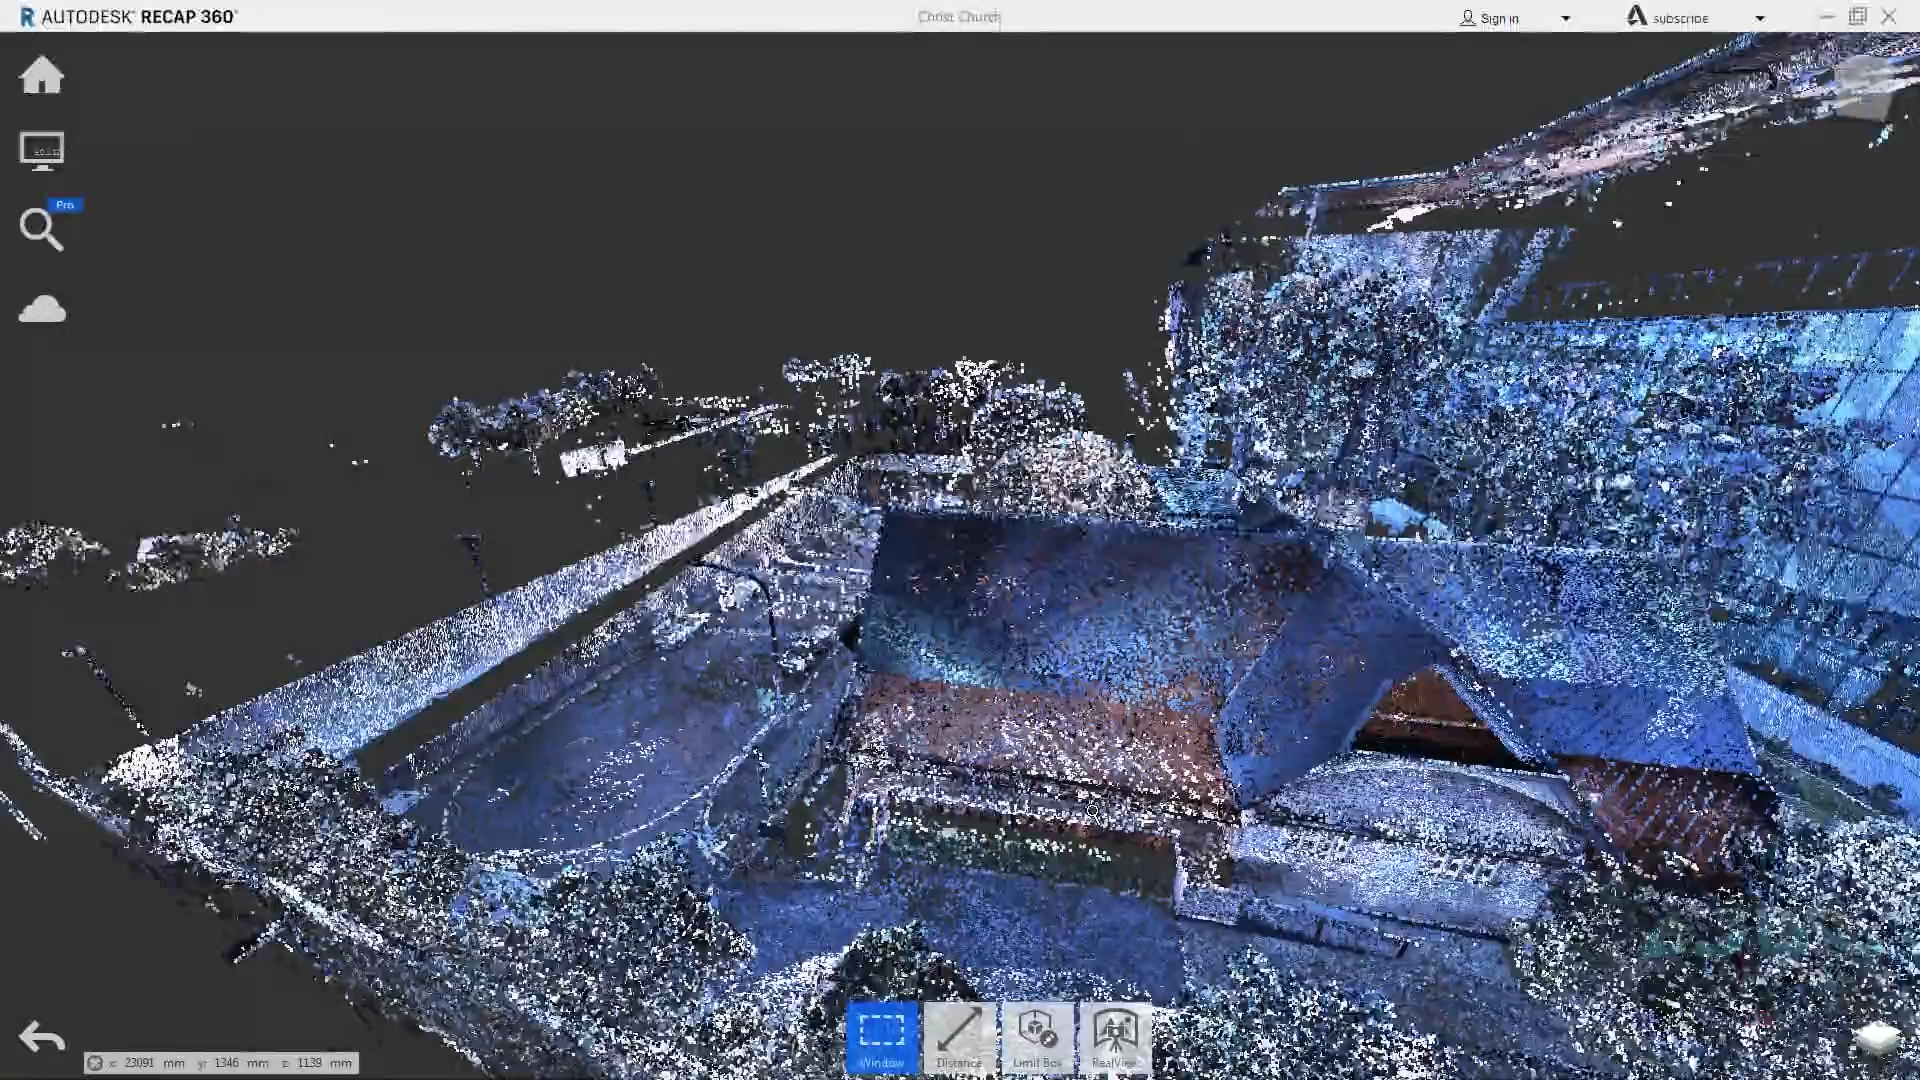 R AUTODESK® RECAP 360®
Christ Church
Sign in
subscribe
Pro
x: 23091 mm y: 1346 mm z: 1139 mm
Window
Distance
Limit Box
RealView